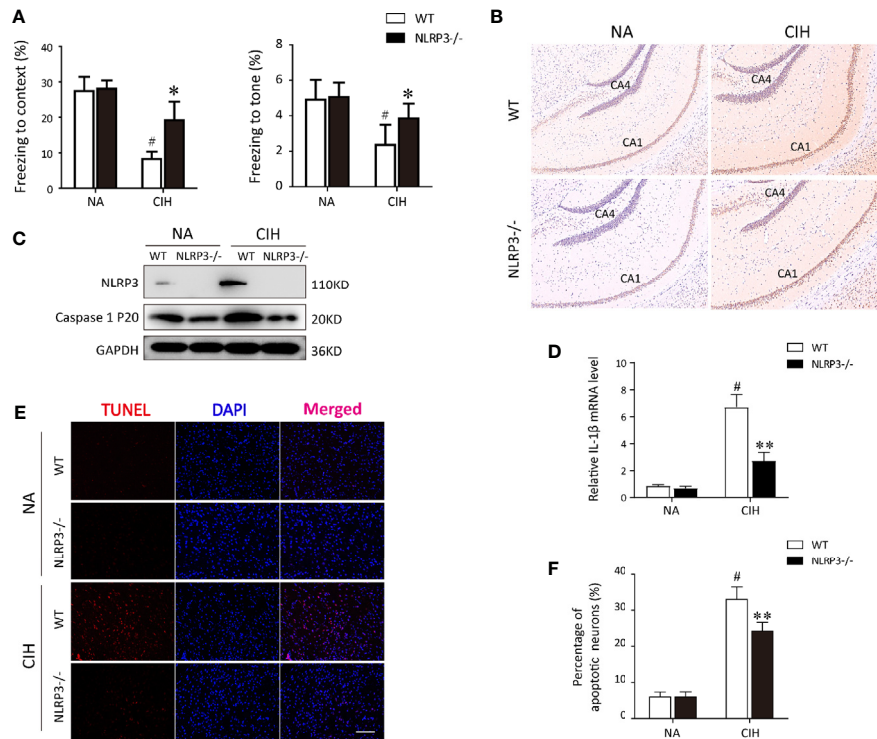 A
WT
NLRP3-/-
Freezing to context (%)
40
30
20
10
0
#
*
NA
CIH
Freezing to tone (%)
8
6
4
2
0
#
*
NA
CIH
B
NA
CIH
WT
CA4
CA1
CA4
CA1
NLRP3-/-
CA4
CA1
CA4
CA1
C
NA
CIH
WT
NLRP3-/-
WT
NLRP3-/-
NLRP3
110KD
Caspase 1 P20
20KD
GAPDH
36KD
D
WT
NLRP3-/-
Relative IL-1β mRNA level
10
8
6
4
2
0
#
**
NA
CIH
E
TUNEL
DAPI
Merged
NA
WT
NLRP3-/-
CIH
WT
NLRP3-/-
F
WT
NLRP3-/-
Percentage of
apoptotic neurons (%)
30
20
10
0
#
**
NA
CIH